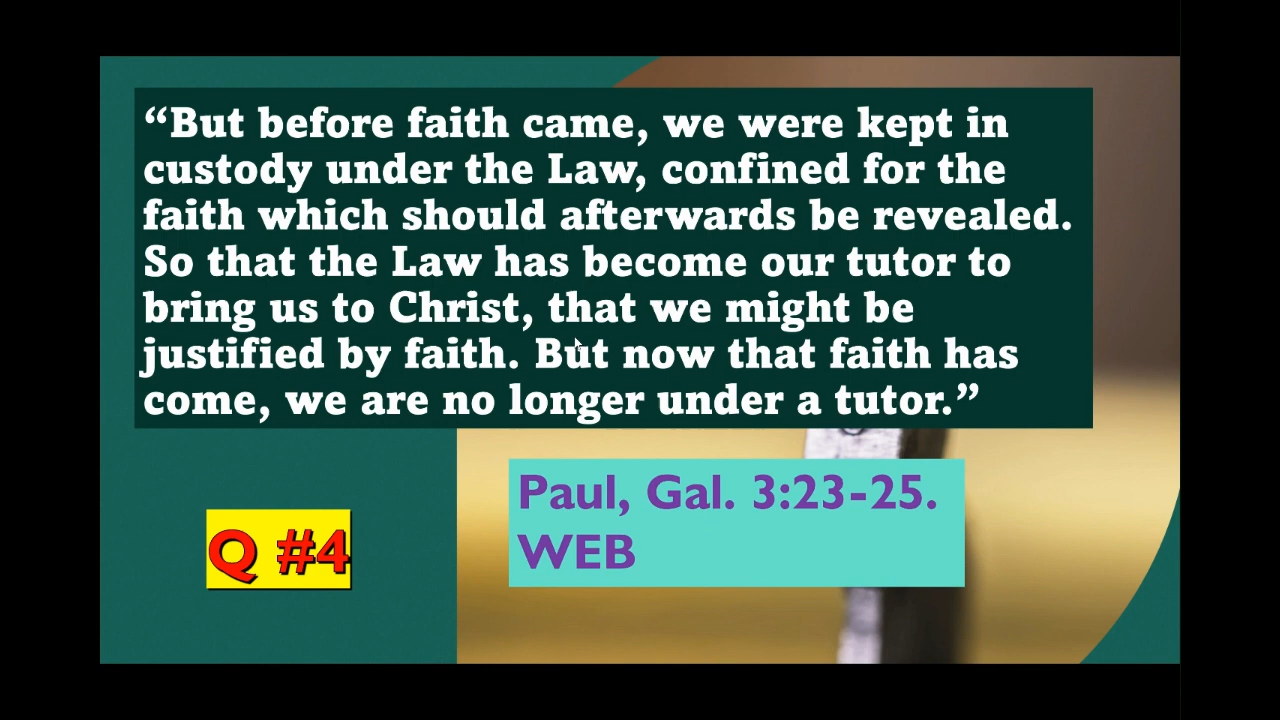 “But before faith came, we were kept in
custody under the Law, confined for the
faith which should afterwards be revealed.
So that the Law has become our tutor to
bring us to Christ, that we might be
justified by faith. But now that faith has
come, we are no longer under a tutor.”
Paul, Gal. 3:23-25.
WEB
Q #4